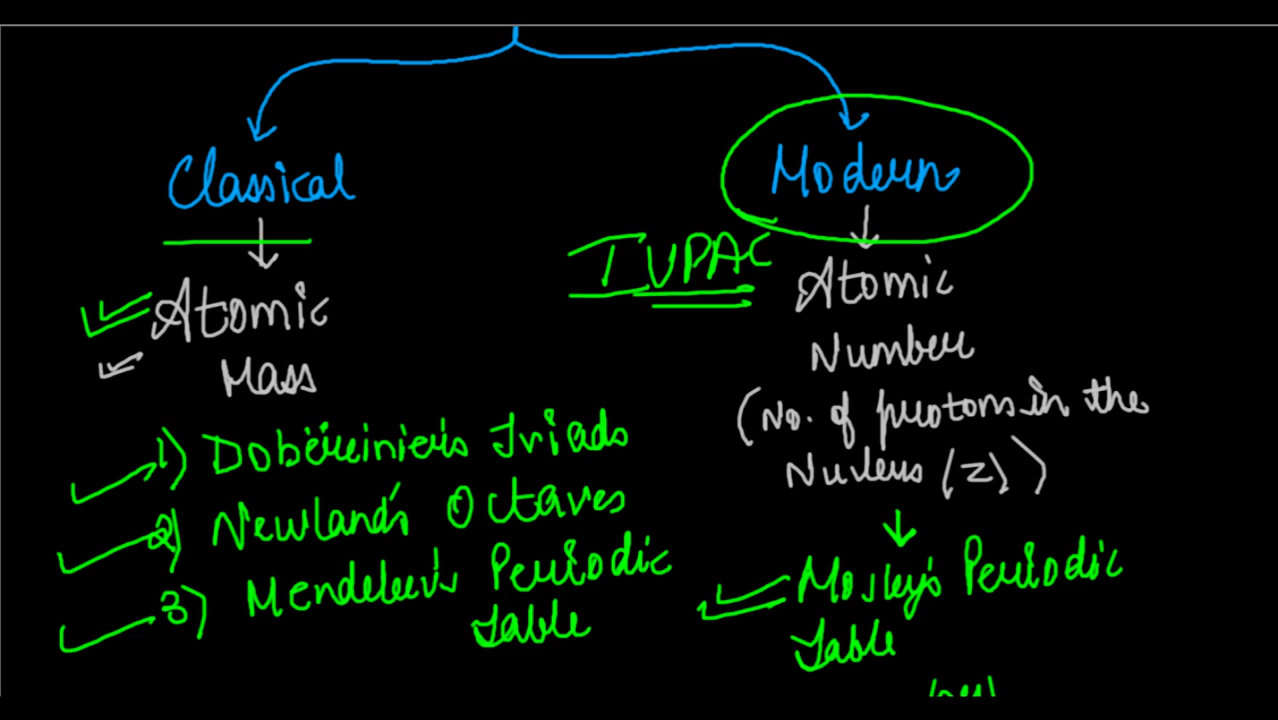 Classical
Modern
IUPAC
Atomic
Mass
Atomic
Number
(No. of protons in the
Nucleus (Z))
1) Dobereinier's Triads
2) Newland's Octaves
3) Mendeleev's Periodic
Table
Mosley's Periodic
Table